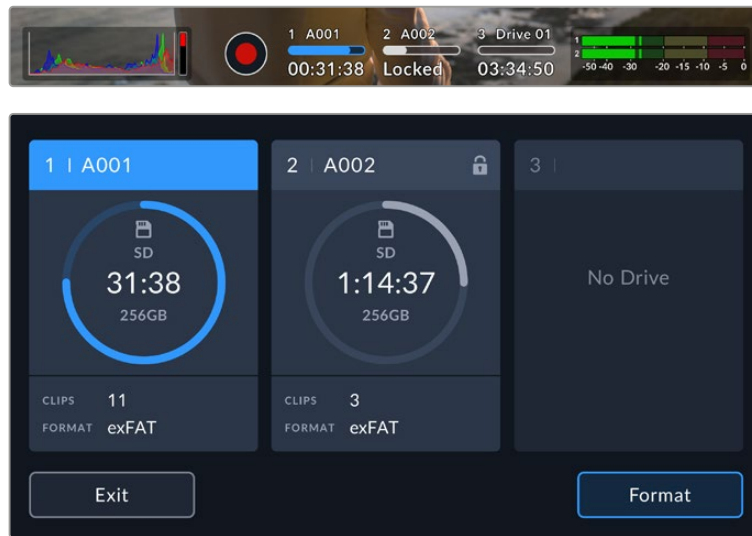 1 A001
2 A002
3 Drive 01
00:31:38
Locked
03:34:50
1
2
-50 -40 -30 -20 -15 -10 -5 0
1 | A001
SD
31:38
256GB
CLIPS 11
FORMAT exFAT
2 | A002
SD
1:14:37
256GB
CLIPS 3
FORMAT exFAT
3 |
No Drive
Exit
Format